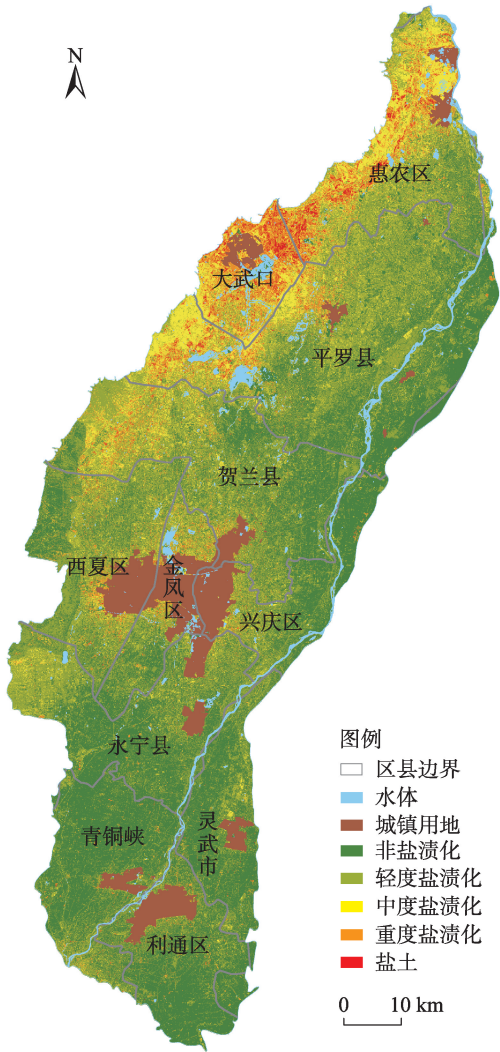 N
惠农区
大武口
平罗县
贺兰县
西夏区
金凤区
兴庆区
永宁县
青铜峡
灵武市
利通区
图例
区县边界
水体
城镇用地
非盐渍化
轻度盐渍化
中度盐渍化
重度盐渍化
盐土
0 10 km